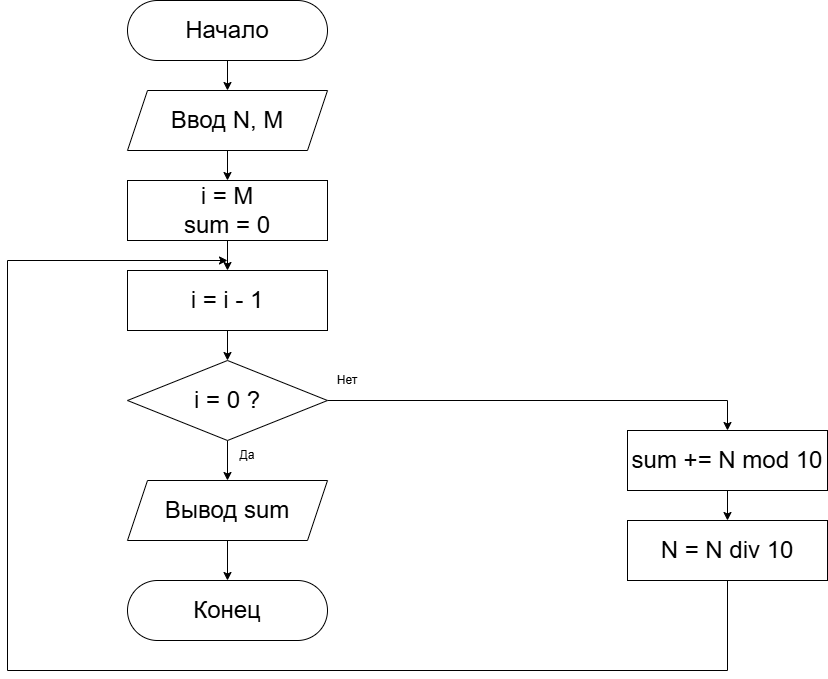 Начало
Ввод N, M
i = M
sum = 0
i = i - 1
i = 0 ?
Нет
Да
sum += N mod 10
N = N div 10
Вывод sum
Конец